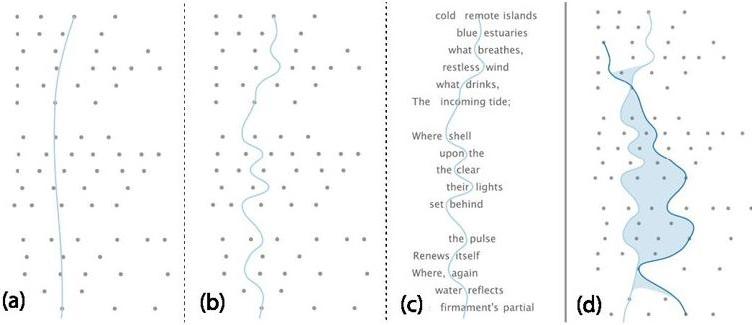 cold remote islands
blue estuaries
what breathes,
restless wind
what drinks,
The incoming tide;
Where shell
upon the
the clear
their lights
set behind
the pulse
Renews itself
Where, again
water reflects
firmament's partial
(a)
(b)
(c)
(d)